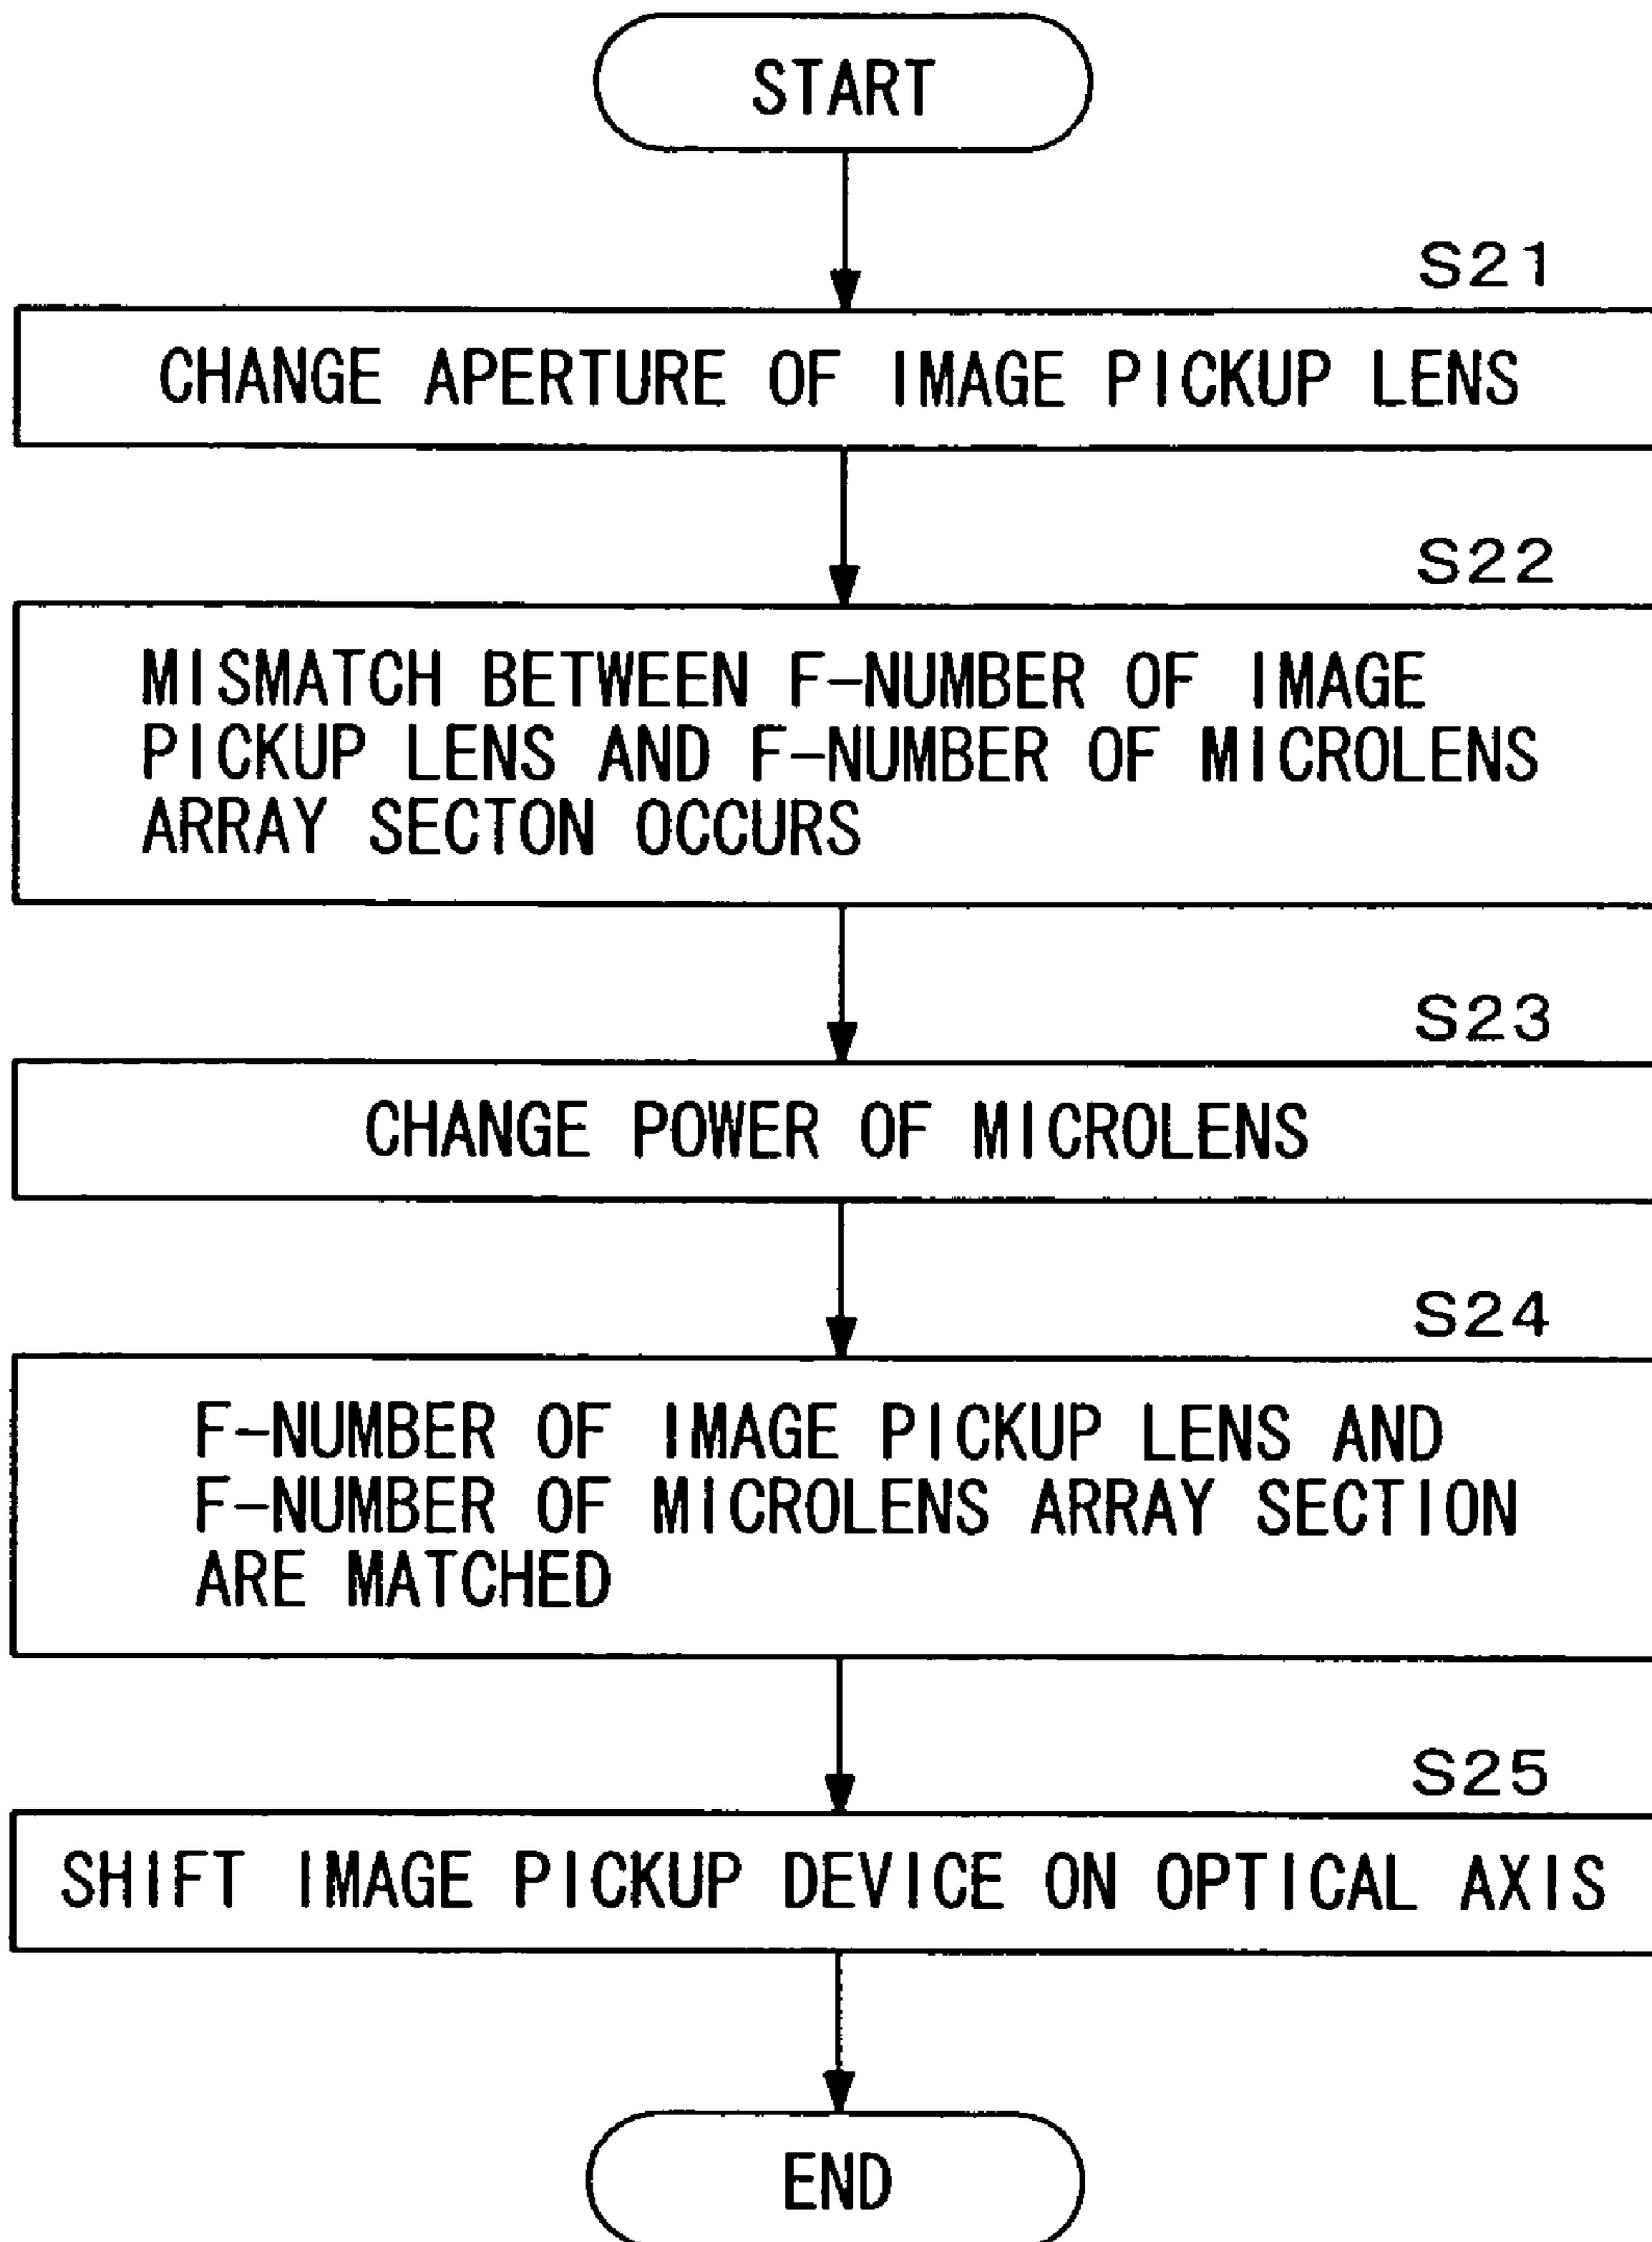 START
S21
CHANGE APERTURE OF IMAGE PICKUP LENS
S22
MISMATCH BETWEEN F-NUMBER OF IMAGE
PICKUP LENS AND F-NUMBER OF MICROLENS
ARRAY SECTON OCCURS
S23
CHANGE POWER OF MICROLENS
S24
F-NUMBER OF IMAGE PICKUP LENS AND
F-NUMBER OF MICROLENS ARRAY SECTION
ARE MATCHED
S25
SHIFT IMAGE PICKUP DEVICE ON OPTICAL AXIS
END